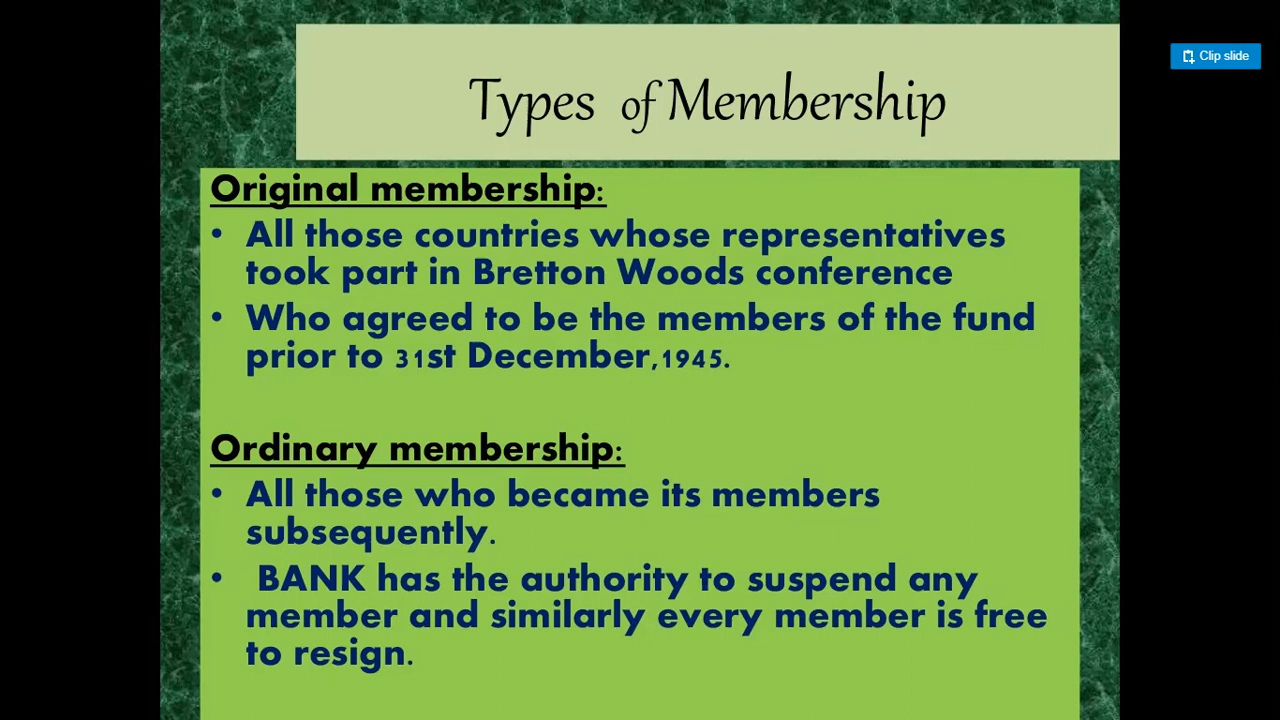 Clip slide
Types of Membership
Original membership:
• All those countries whose representatives
took part in Bretton Woods conference
• Who agreed to be the members of the fund
prior to 31st December,1945.
Ordinary membership:
• All those who became its members
subsequently.
• BANK has the authority to suspend any
member and similarly every member is free
to resign.